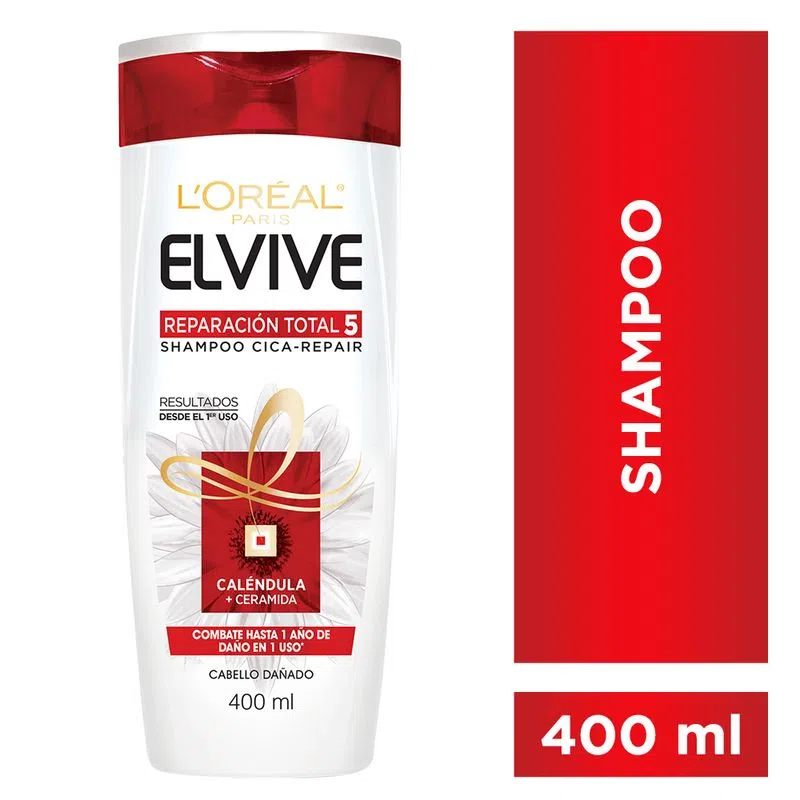 L'ORÉAL®
PARIS
ELVIVE
REPARACIÓN TOTAL 5
SHAMPOO CICA-REPAIR
RESULTADOS
DESDE EL 1ER USO
CALÉNDULA
+ CERAMIDA
COMBATE HASTA 1 AÑO DE
DAÑO EN 1 USO*
CABELLO DAÑADO
400 ml
SHAMPOO
400 ml